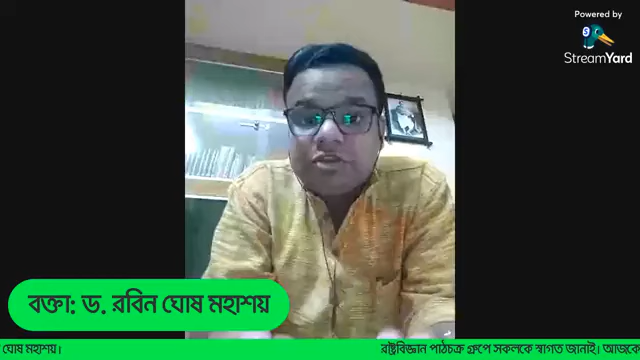 Powered by
StreamYard
বক্তা: ড. রবিন ঘোষ মহাশয়
ঘোষ মহাশয়।
রাষ্ট্রবিজ্ঞান পাঠচক্র গ্রুপে সকলকে স্বাগত জানাই। আজকে